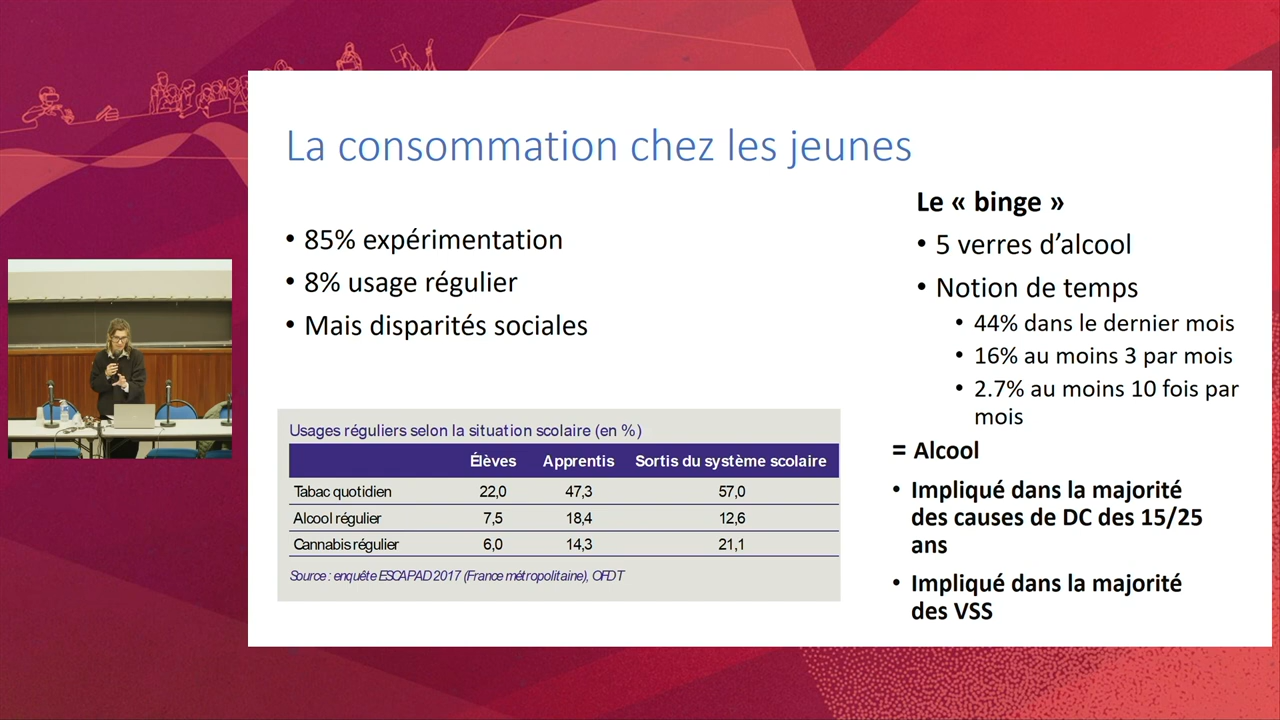 La consommation chez les jeunes
• 85% expérimentation
• 8% usage régulier
• Mais disparités sociales
Usages réguliers selon la situation scolaire (en %)
Élèves Apprentis Sortis du système scolaire
Tabac quotidien 22,0 47,3 57,0
Alcool régulier 7,5 18,4 12,6
Cannabis régulier 6,0 14,3 21,1
Source : enquête ESCAPAD 2017 (France métropolitaine), OFDT
Le « binge »
• 5 verres d’alcool
• Notion de temps
• 44% dans le dernier mois
• 16% au moins 3 par mois
• 2.7% au moins 10 fois par
mois
= Alcool
• Impliqué dans la majorité
des causes de DC des 15/25
ans
• Impliqué dans la majorité
des VSS